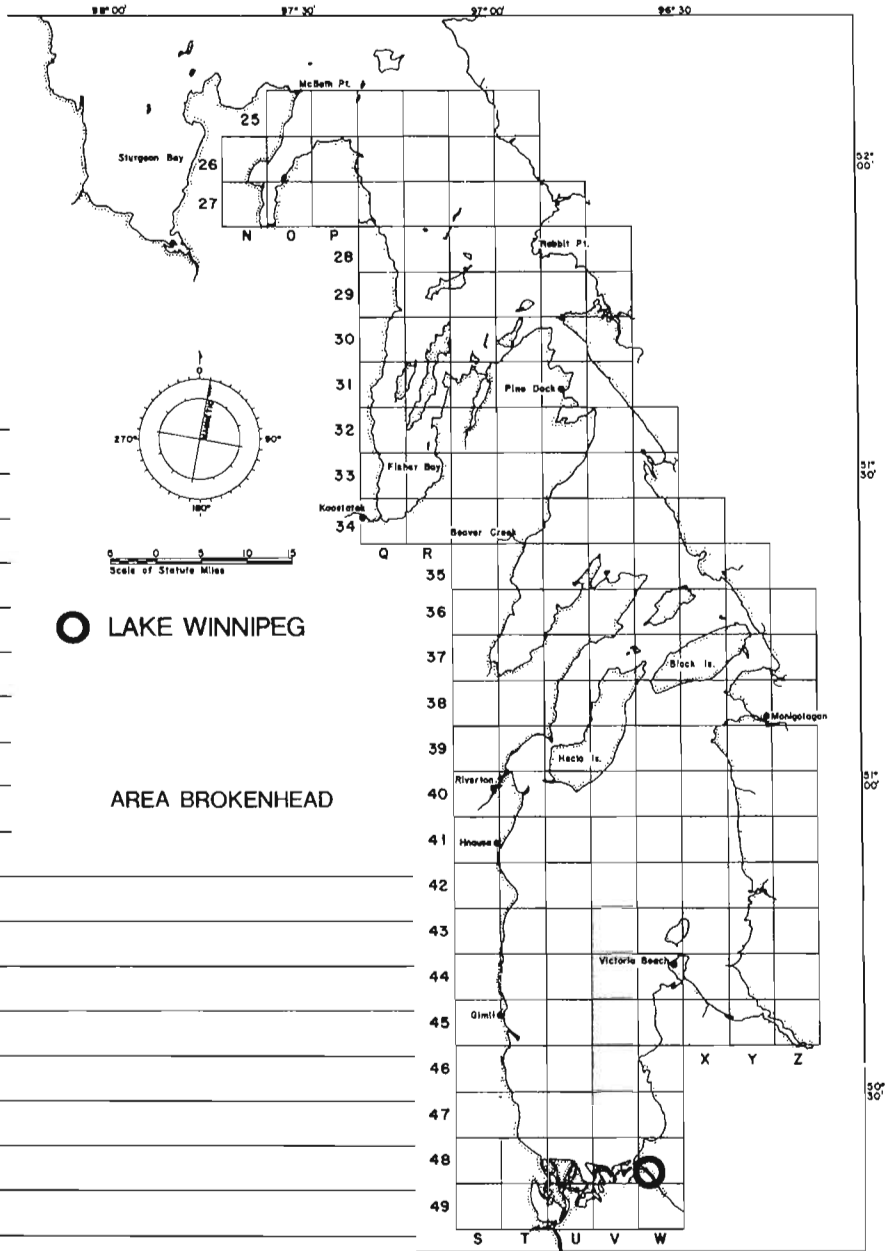 98°00'
97°30'
97°00'
96°30'
McBeth Pt.
25
Sturgeon Bay
26
52°
00'
27
N O P
Rabbit Pt.
28
29
30
0
31
Pine Dock
32
270°
90°
Fisher Bay
33
51°
30'
180°
Koostatak
34
Beaver Creek
Q R
5 0 5 10 15
Scale of Statute Miles
35
36
LAKE WINNIPEG
37
Black Is.
38
Manigotagan
39
Hecla Is.
Riverton
51°
00'
40
AREA BROKENHEAD
41
Hnausa
42
43
Victoria Beach
44
Gimli
45
X Y Z
46
50°
30'
47
48
49
S T U V W